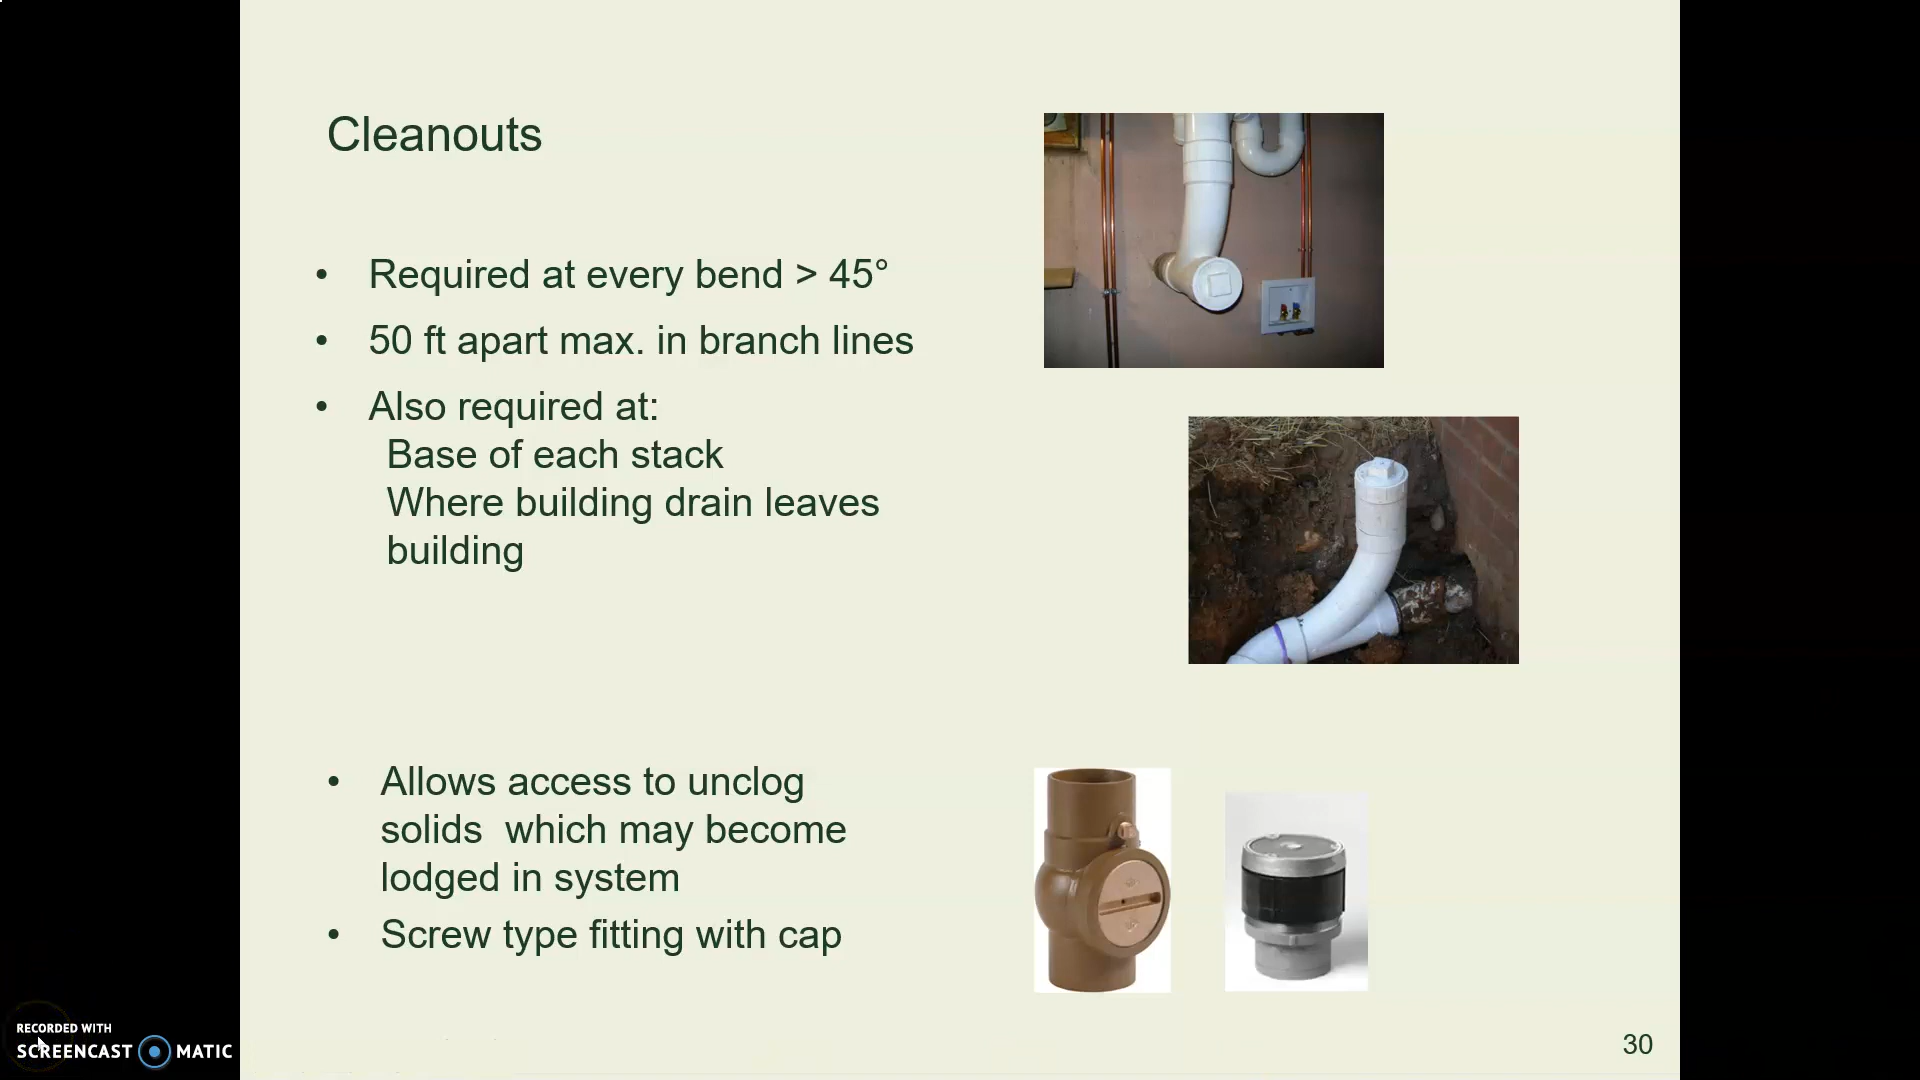 Cleanouts
• Required at every bend > 45°
• 50 ft apart max. in branch lines
• Also required at:
Base of each stack
Where building drain leaves
building
• Allows access to unclog
solids  which may become
lodged in system
• Screw type fitting with cap
RECORDED WITH
SCREENCAST MATIC
30